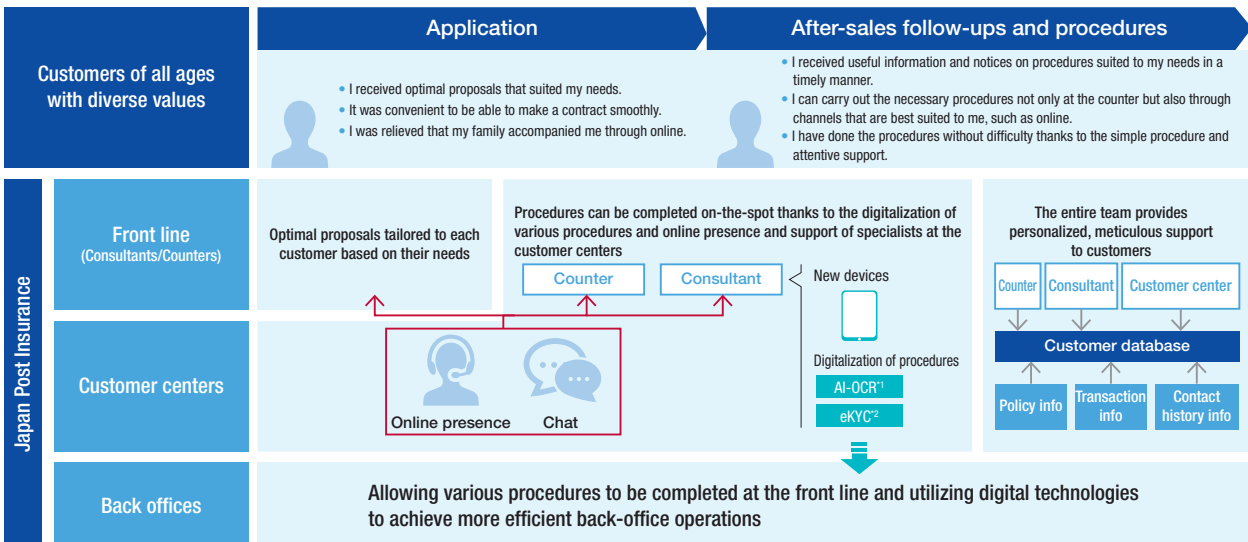 Customers of all ages
with diverse values
Application
• I received optimal proposals that suited my needs.
• It was convenient to be able to make a contract smoothly.
• I was relieved that my family accompanied me through online.
After-sales follow-ups and procedures
• I received useful information and notices on procedures suited to my needs in a
timely manner.
• I can carry out the necessary procedures not only at the counter but also through
channels that are best suited to me, such as online.
• I have done the procedures without difficulty thanks to the simple procedure and
attentive support.
Japan Post Insurance
Front line
(Consultants/Counters)
Optimal proposals tailored to each
customer based on their needs
Procedures can be completed on-the-spot thanks to the digitalization of
various procedures and online presence and support of specialists at the
customer centers
Counter
Consultant
New devices
Digitalization of procedures
AI-OCR*1
eKYC*2
The entire team provides
personalized, meticulous support
to customers
Counter
Consultant
Customer center
Customer database
Policy info
Transaction
info
Contact
history info
Customer centers
Online presence
Chat
Back offices
Allowing various procedures to be completed at the front line and utilizing digital technologies
to achieve more efficient back-office operations